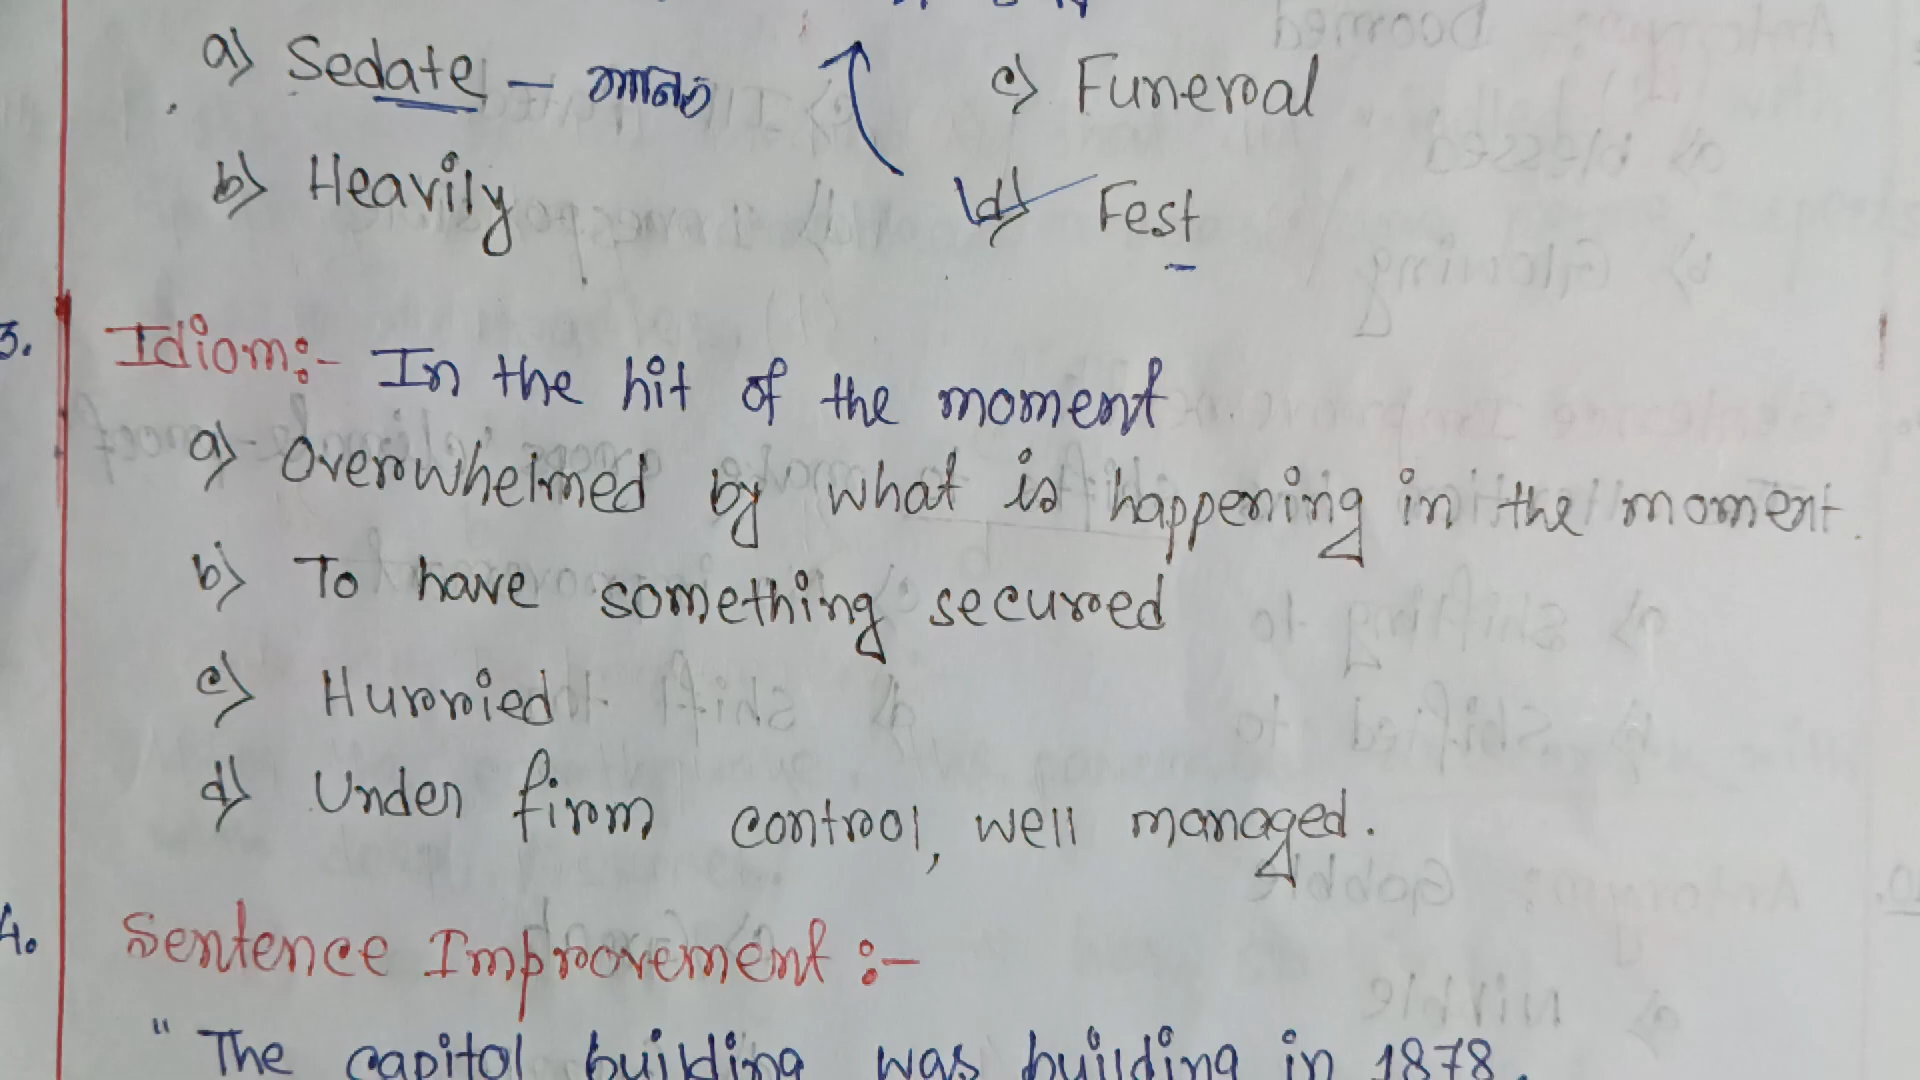 a) Sedate – শান্ত
c) Funeral
b) Heavily
d) Fest
3. Idiom:- In the hit of the moment
a) Overwhelmed by what is happening in the moment.
b) To have something secured
c) Hurried
d) Under firm control, well managed.
4. Sentence Improvement :-
" The capitol building was building in 1878.